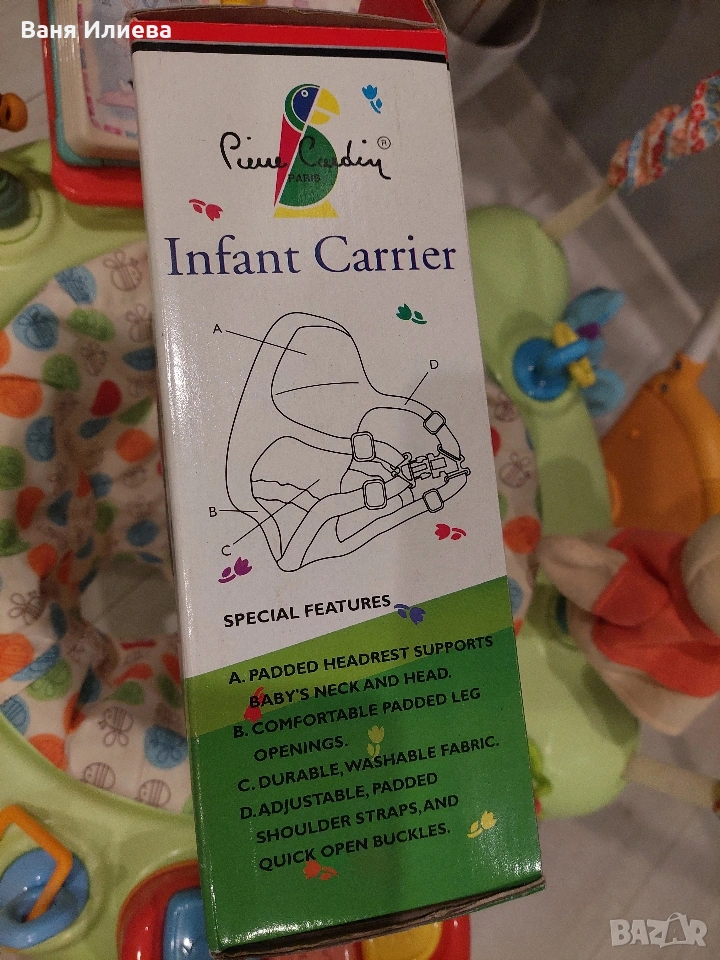 Ваня Илиева
Pierre Cardin ®
PARIS
Infant Carrier
A
D
B
C
SPECIAL FEATURES
A. PADDED HEADREST SUPPORTS
BABY'S NECK AND HEAD.
B. COMFORTABLE PADDED LEG
OPENINGS.
C. DURABLE, WASHABLE FABRIC.
D. ADJUSTABLE, PADDED
SHOULDER STRAPS, AND
QUICK OPEN BUCKLES.
BAZAR